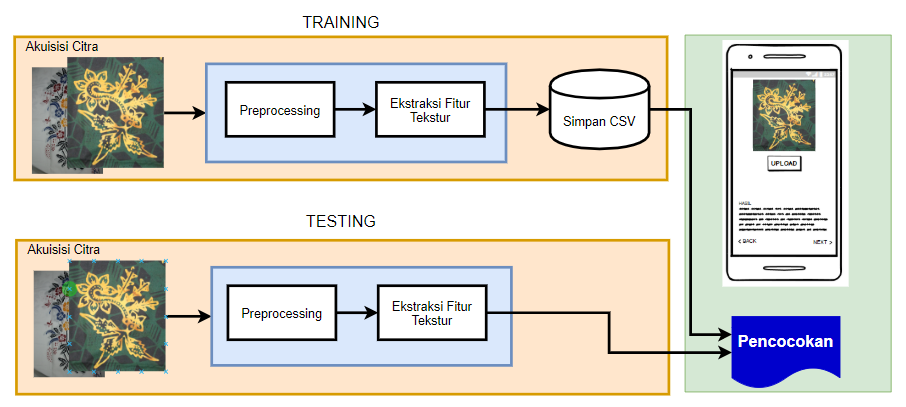 TRAINING
Akuisisi Citra
Preprocessing
Ekstraksi Fitur
Tekstur
Simpan CSV
UPLOAD
HASIL
< BACK
NEXT >
TESTING
Akuisisi Citra
Preprocessing
Ekstraksi Fitur
Tekstur
Pencocokan